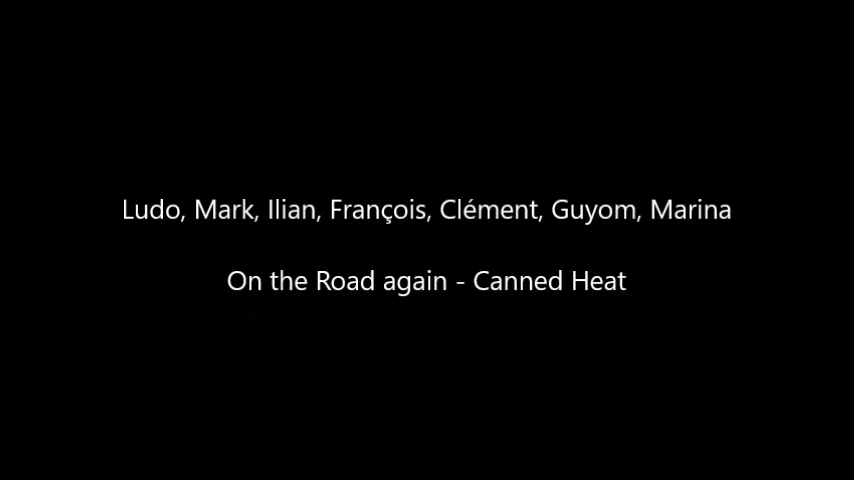 Ludo, Mark, Ilian, François, Clément, Guyom, Marina
On the Road again - Canned Heat